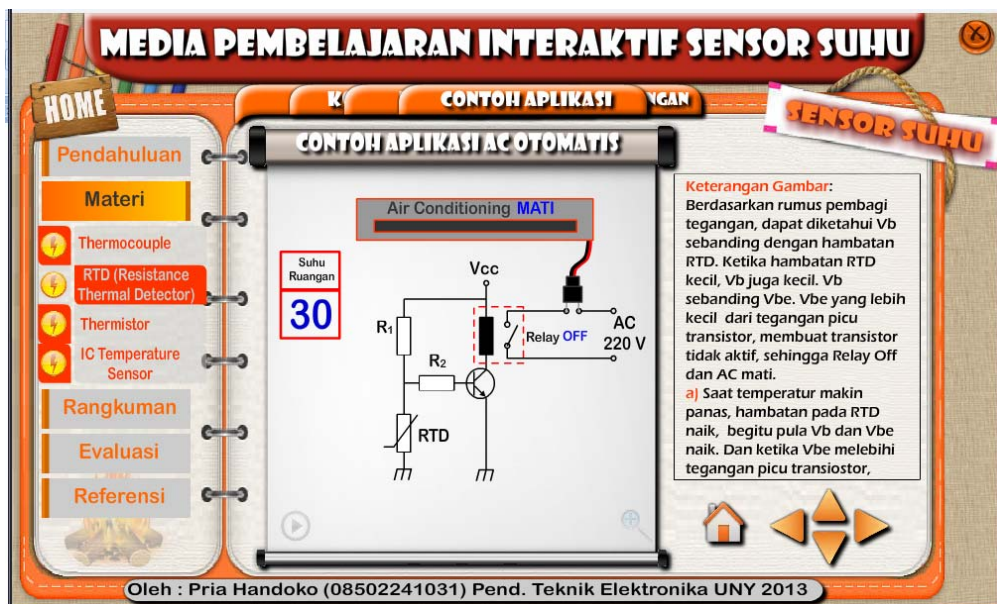 MEDIA PEMBELAJARAN INTERAKTIF SENSOR SUHU
HOME
K
CONTOH APLIKASI
NGAN
SENSOR SUHU
CONTOH APLIKASI AC OTOMATIS
Pendahuluan
Materi
Thermocouple
RTD (Resistance
Thermal Detector)
Thermistor
IC Temperature
Sensor
Rangkuman
Evaluasi
Referensi
Air Conditioning MATI
Suhu
Ruangan
30
Vcc
R1
R2
RTD
Relay OFF
AC
220 V
Keterangan Gambar:
Berdasarkan rumus pembagi
tegangan, dapat diketahui Vb
sebanding dengan hambatan
RTD. Ketika hambatan RTD
kecil, Vb juga kecil. Vb
sebanding Vbe. Vbe yang lebih
kecil dari tegangan picu
transistor, membuat transistor
tidak aktif, sehingga Relay Off
dan AC mati.
a) Saat temperatur makin
panas, hambatan pada RTD
naik, begitu pula Vb dan Vbe
naik. Dan ketika Vbe melebihi
tegangan picu transiostor,
Oleh : Pria Handoko (08502241031) Pend. Teknik Elektronika UNY 2013